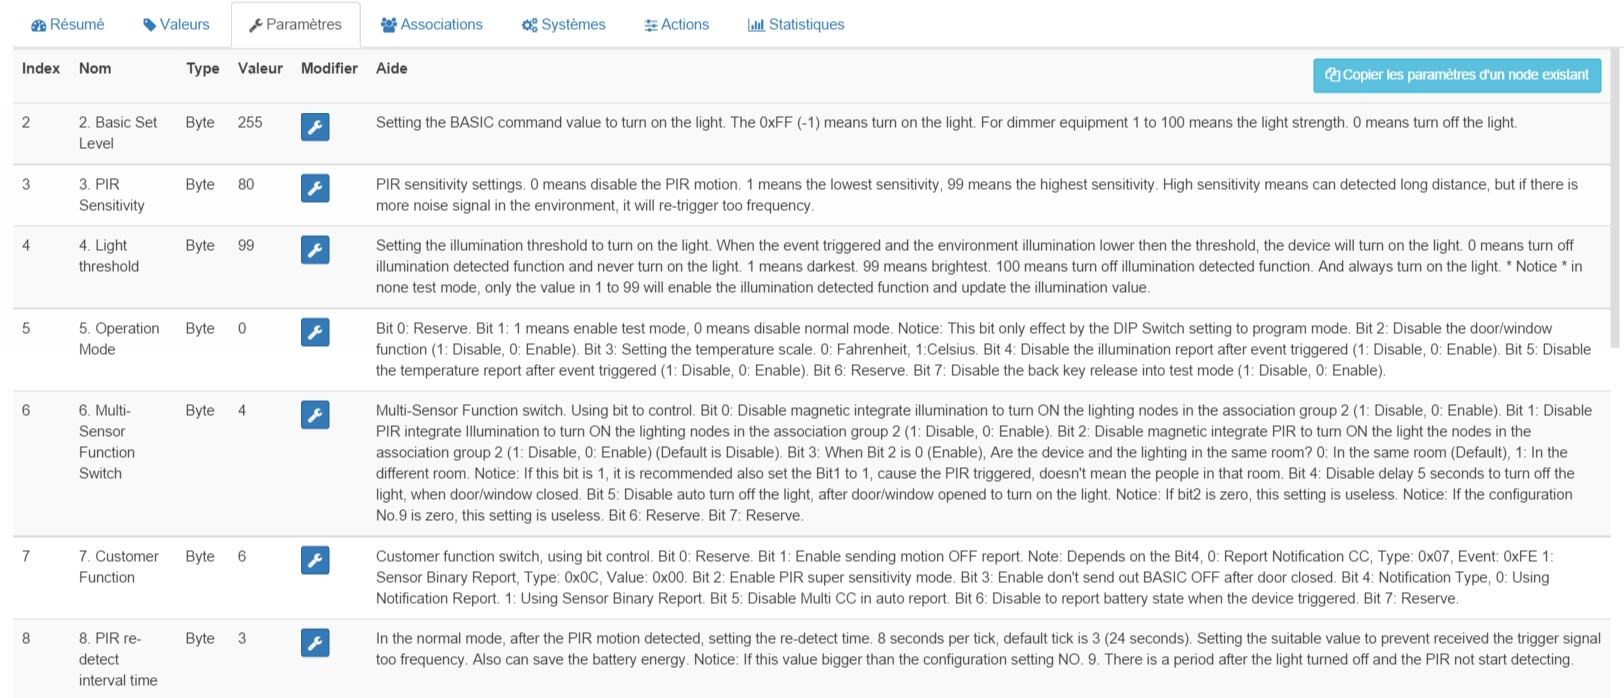 Résumé Valeurs Paramètres Associations Systèmes Actions Statistiques
Index Nom Type Valeur Modifier Aide Copier les paramètres d'un node existant
2 2. Basic Set Byte 255 Setting the BASIC command value to turn on the light. The 0xFF (-1) means turn on the light. For dimmer equipment 1 to 100 means the light strength. 0 means turn off the light.
Level
3 3. PIR Byte 80 PIR sensitivity settings. 0 means disable the PIR motion. 1 means the lowest sensitivity, 99 means the highest sensitivity. High sensitivity means can detected long distance, but if there is
Sensitivity more noise signal in the environment, it will re-trigger too frequency.
4 4. Light Byte 99 Setting the illumination threshold to turn on the light. When the event triggered and the environment illumination lower then the threshold, the device will turn on the light. 0 means turn off
threshold illumination detected function and never turn on the light. 1 means darkest. 99 means brightest. 100 means turn off illumination detected function. And always turn on the light. * Notice * in
none test mode, only the value in 1 to 99 will enable the illumination detected function and update the illumination value.
5 5. Operation Byte 0 Bit 0: Reserve. Bit 1: 1 means enable test mode, 0 means disable normal mode. Notice: This bit only effect by the DIP Switch setting to program mode. Bit 2: Disable the door/window
Mode function (1: Disable, 0: Enable). Bit 3: Setting the temperature scale. 0: Fahrenheit, 1:Celsius. Bit 4: Disable the illumination report after event triggered (1: Disable, 0: Enable). Bit 5: Disable
the temperature report after event triggered (1: Disable, 0: Enable). Bit 6: Reserve. Bit 7: Disable the back key release into test mode (1: Disable, 0: Enable).
6 6. Multi- Byte 4 Multi-Sensor Function switch. Using bit to control. Bit 0: Disable magnetic integrate illumination to turn ON the lighting nodes in the association group 2 (1: Disable, 0: Enable). Bit 1: Disable
Sensor PIR integrate Illumination to turn ON the lighting nodes in the association group 2 (1: Disable, 0: Enable). Bit 2: Disable magnetic integrate PIR to turn ON the light the nodes in the
Function association group 2 (1: Disable, 0: Enable) (Default is Disable). Bit 3: When Bit 2 is 0 (Enable), Are the device and the lighting in the same room? 0: In the same room (Default), 1: In the
Switch different room. Notice: If this bit is 1, it is recommended also set the Bit1 to 1, cause the PIR triggered, doesn't mean the people in that room. Bit 4: Disable delay 5 seconds to turn off the
light, when door/window closed. Bit 5: Disable auto turn off the light, after door/window opened to turn on the light. Notice: If bit2 is zero, this setting is useless. Notice: If the configuration
No.9 is zero, this setting is useless. Bit 6: Reserve. Bit 7: Reserve.
7 7. Customer Byte 6 Customer function switch, using bit control. Bit 0: Reserve. Bit 1: Enable sending motion OFF report. Note: Depends on the Bit4, 0: Report Notification CC, Type: 0x07, Event: 0xFE 1:
Function Sensor Binary Report, Type: 0x0C, Value: 0x00. Bit 2: Enable PIR super sensitivity mode. Bit 3: Enable don't send out BASIC OFF after door closed. Bit 4: Notification Type, 0: Using
Notification Report. 1: Using Sensor Binary Report. Bit 5: Disable Multi CC in auto report. Bit 6: Disable to report battery state when the device triggered. Bit 7: Reserve.
8 8. PIR re- Byte 3 In the normal mode, after the PIR motion detected, setting the re-detect time. 8 seconds per tick, default tick is 3 (24 seconds). Setting the suitable value to prevent received the trigger signal
detect too frequency. Also can save the battery energy. Notice: If this value bigger than the configuration setting NO. 9. There is a period after the light turned off and the PIR not start detecting.
interval time